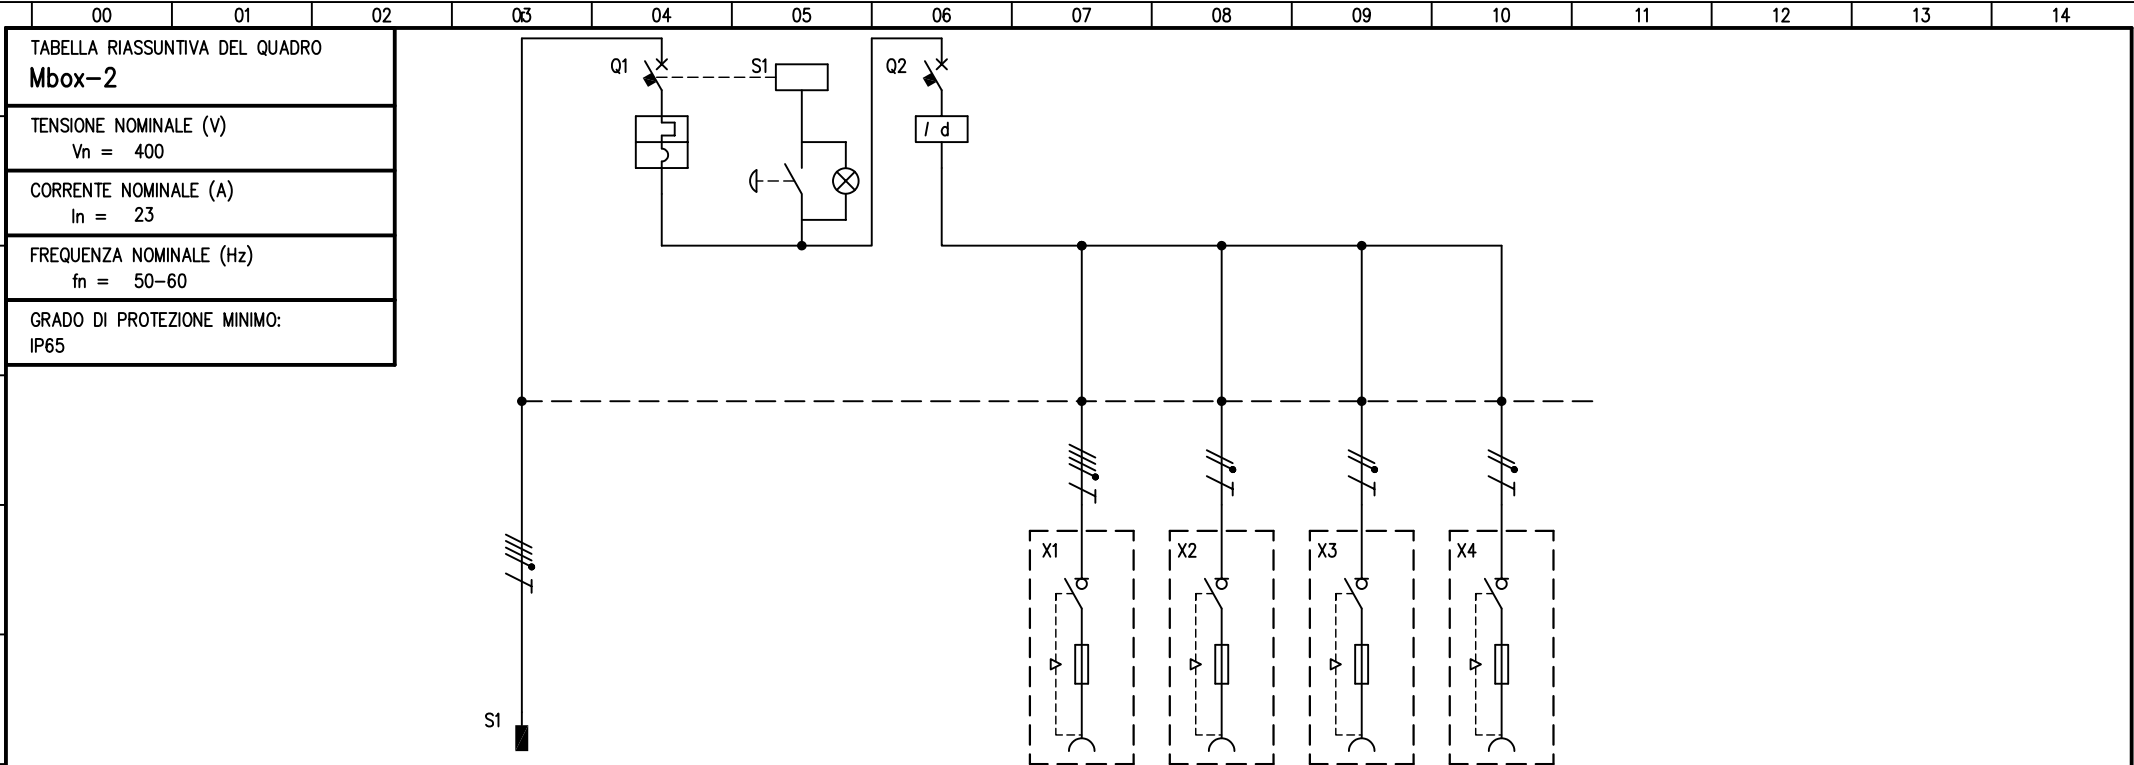 00 01 02 03 04 05 06 07 08 09 10 11 12 13 14
TABELLA RIASSUNTIVA DEL QUADRO
Mbox-2
TENSIONE NOMINALE (V)
Vn = 400
CORRENTE NOMINALE (A)
In = 23
FREQUENZA NOMINALE (Hz)
fn = 50-60
GRADO DI PROTEZIONE MINIMO:
IP65
Q1
S1
Q2
I d
X1
X2
X3
X4
S1